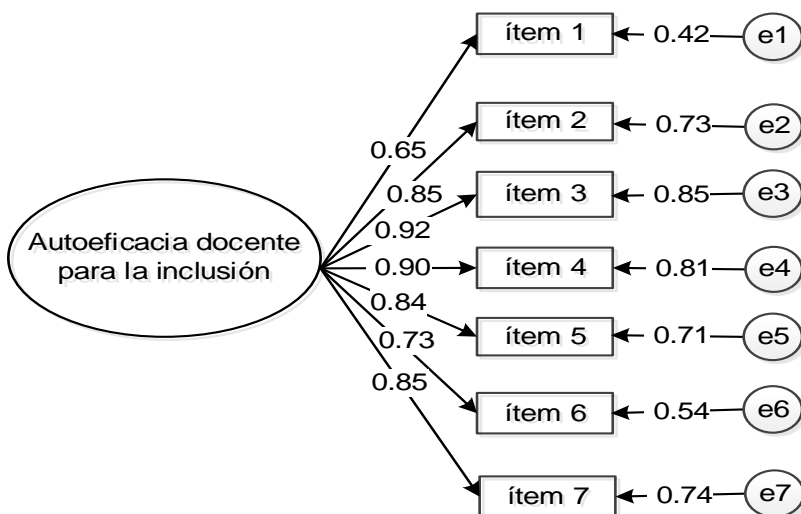 ítem 1
0.42
e1
ítem 2
0.73
e2
0.65
0.85
ítem 3
0.85
e3
0.92
Autoeficacia docente
para la inclusión
0.90
ítem 4
0.81
e4
0.84
ítem 5
0.71
e5
0.73
0.85
ítem 6
0.54
e6
ítem 7
0.74
e7